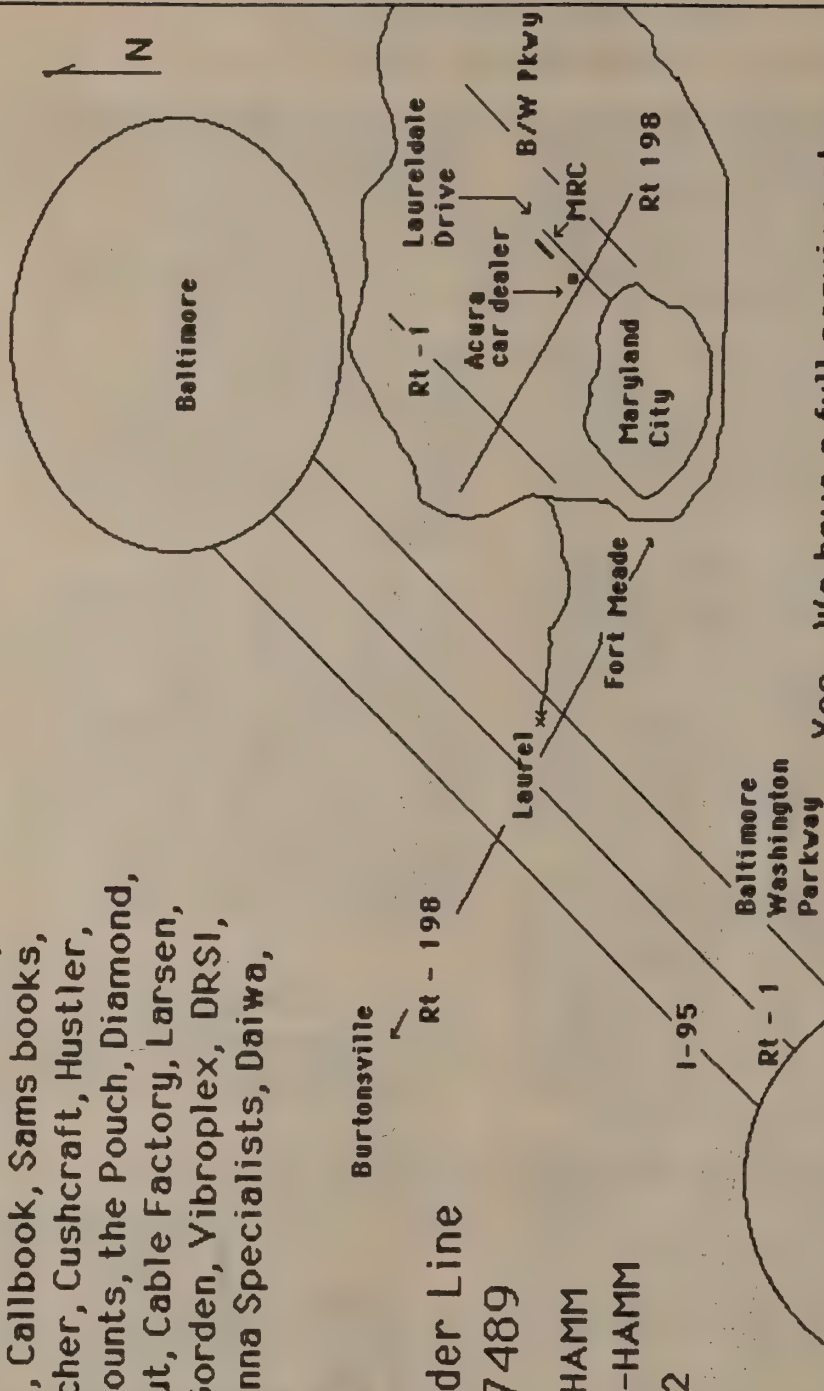 , Callbook, Sams books,
cher, Cushcraft, Hustler,
ounts, the Pouch, Diamond,
ut, Cable Factory, Larsen,
orden, Vibroplex, DRSI,
nna Specialists, Daiwa,
der Line
7489
HAMM
-HAMM
2
N
Baltimore
Laureldale
Drive
B/W Pkwy
Rt - 1
Acura
car dealer
MRC
Rt 198
Maryland
City
Fort Meade
Laurel
Burtonsville
Rt - 198
I-95
Rt - 1
Baltimore
Washington
Parkway
We have a full